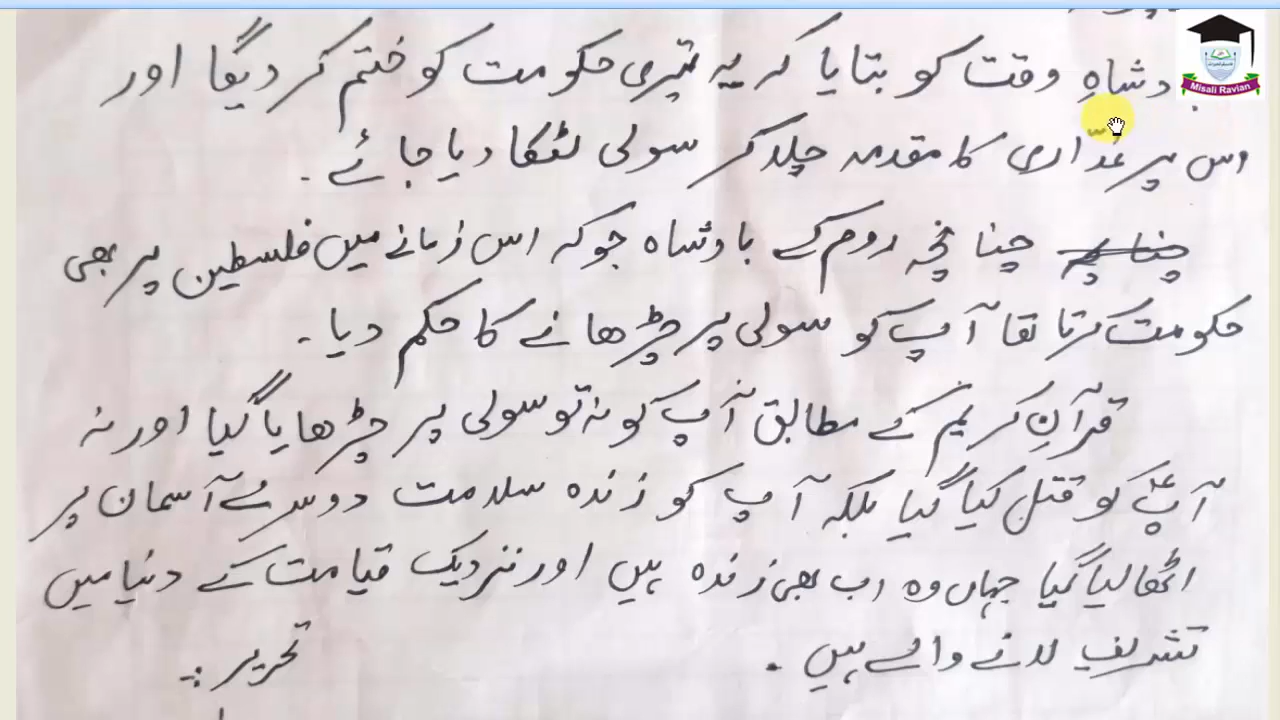 بادشاہِ وقت کو بتایا کہ یہ تیری حکومت کو ختم کر دیگا اور
اس پر غدّاری کا مقدمہ چلا کر سولی لٹکا دیا جائے۔
چنانچہ چنانچہ روم کے بادشاہ جو کہ اس زمانے میں فلسطین پر بھی
حکومت کرتا تھا آپ کو سولی پر چڑھانے کا حکم دیا۔
قرآنِ کریم کے مطابق آپ کو نہ تو سولی پر چڑھایا گیا اور نہ
آپؑ کو قتل کیا گیا بلکہ آپ کو زندہ سلامت دوسرے آسمان پر
اٹھا لیا گیا جہاں وہ اب بھی زندہ ہیں اور نزدیک قیامت کے دنیا میں
تشریف لانے والے ہیں۔
تحریر :
Misali Ravian